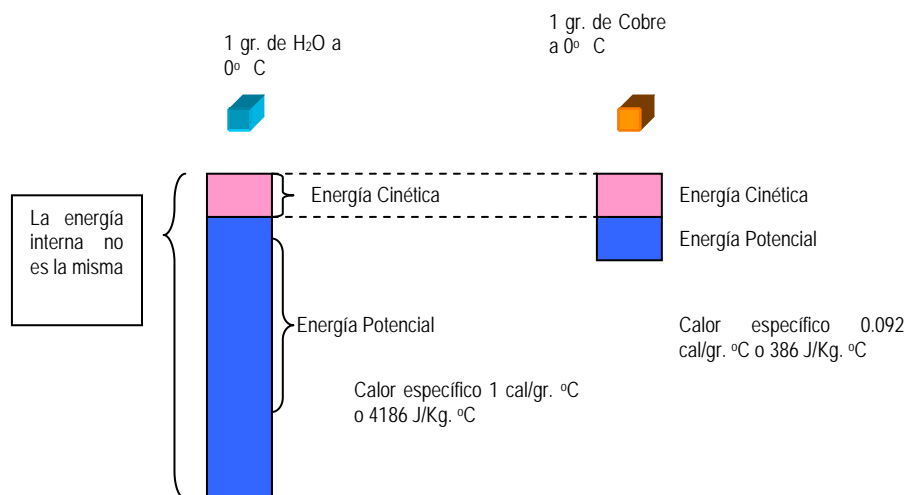 1 gr. de H₂O a
0º C
1 gr. de Cobre
a 0º C
La energía
interna no
es la misma
Energía Cinética
Energía Cinética
Energía Potencial
Energía Potencial
Calor específico 1 cal/gr. ºC
o 4186 J/Kg. ºC
Calor específico 0.092
cal/gr. ºC o 386 J/Kg. ºC